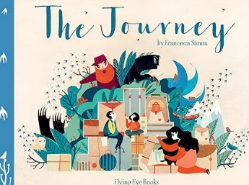 The Journey
by Francesca Sanna
Flying Eye Books